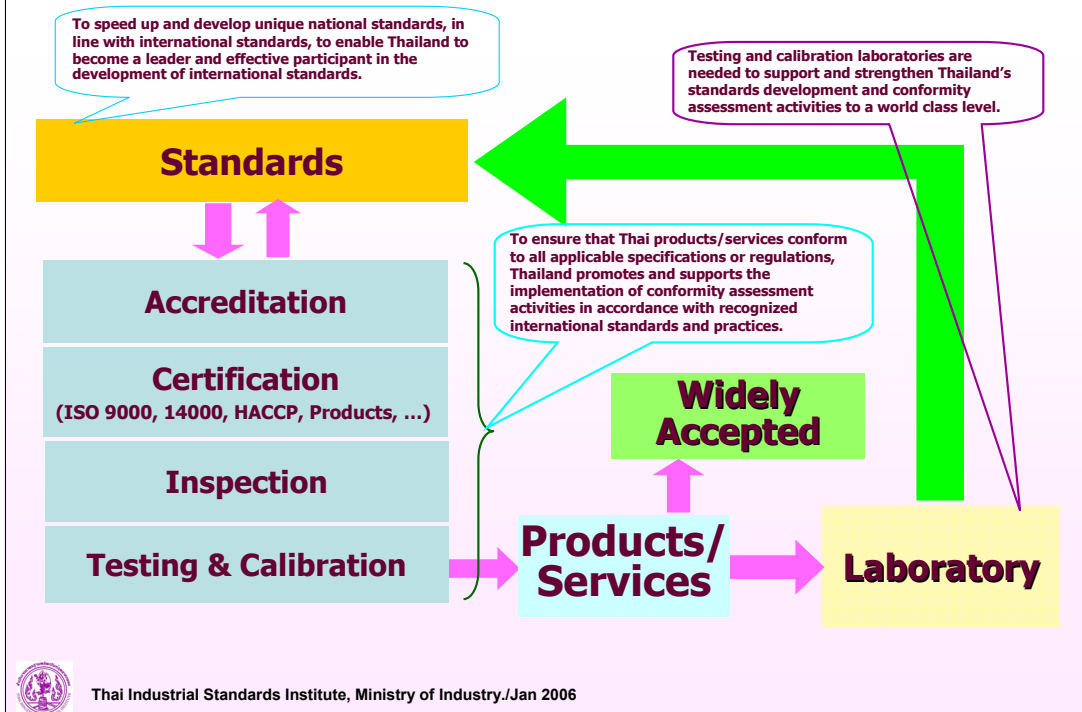 To speed up and develop unique national standards, in
line with international standards, to enable Thailand to
become a leader and effective participant in the
development of international standards.
Testing and calibration laboratories are
needed to support and strengthen Thailand's
standards development and conformity
assessment activities to a world class level.
Standards
To ensure that Thai products/services conform
to all applicable specifications or regulations,
Thailand promotes and supports the
implementation of conformity assessment
activities in accordance with recognized
international standards and practices.
Accreditation
Certification
(ISO 9000, 14000, HACCP, Products, ...)
Widely
Accepted
Inspection
Testing & Calibration
Products/
Services
Laboratory
Thai Industrial Standards Institute, Ministry of Industry./Jan 2006